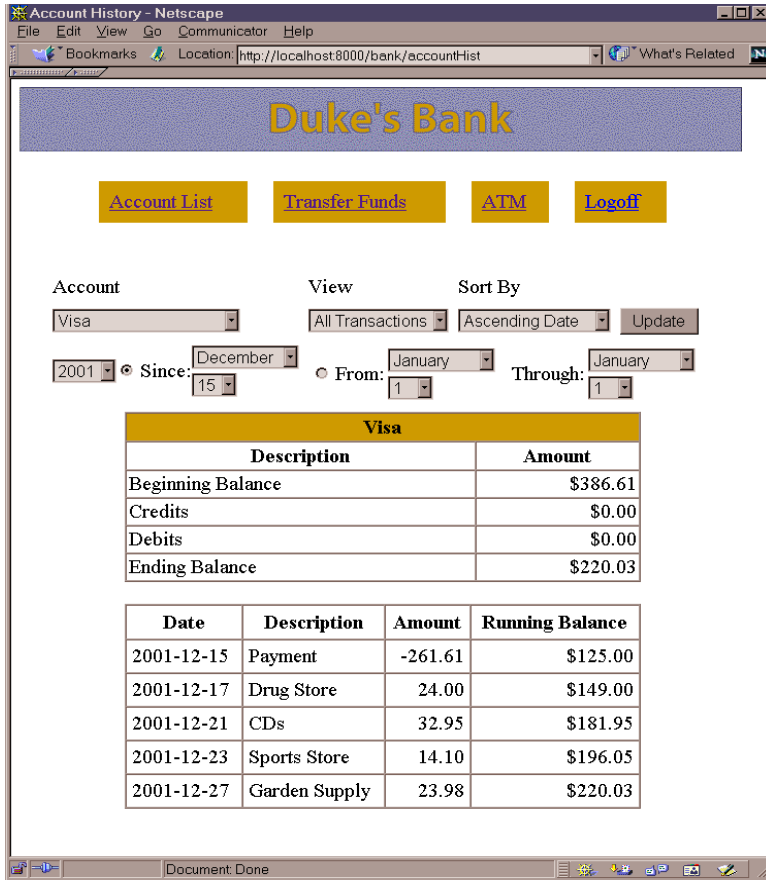 Account History - Netscape
File Edit View Go Communicator Help
Bookmarks Location: http://localhost:8000/bank/accountHist What's Related N
Duke's Bank
Account List Transfer Funds ATM Logoff
Account View Sort By
Visa All Transactions Ascending Date Update
2001 Since: December 15 From: January 1 Through: January 1
Visa
Description Amount
Beginning Balance $386.61
Credits $0.00
Debits $0.00
Ending Balance $220.03
Date Description Amount Running Balance
2001-12-15 Payment -261.61 $125.00
2001-12-17 Drug Store 24.00 $149.00
2001-12-21 CDs 32.95 $181.95
2001-12-23 Sports Store 14.10 $196.05
2001-12-27 Garden Supply 23.98 $220.03
Document: Done